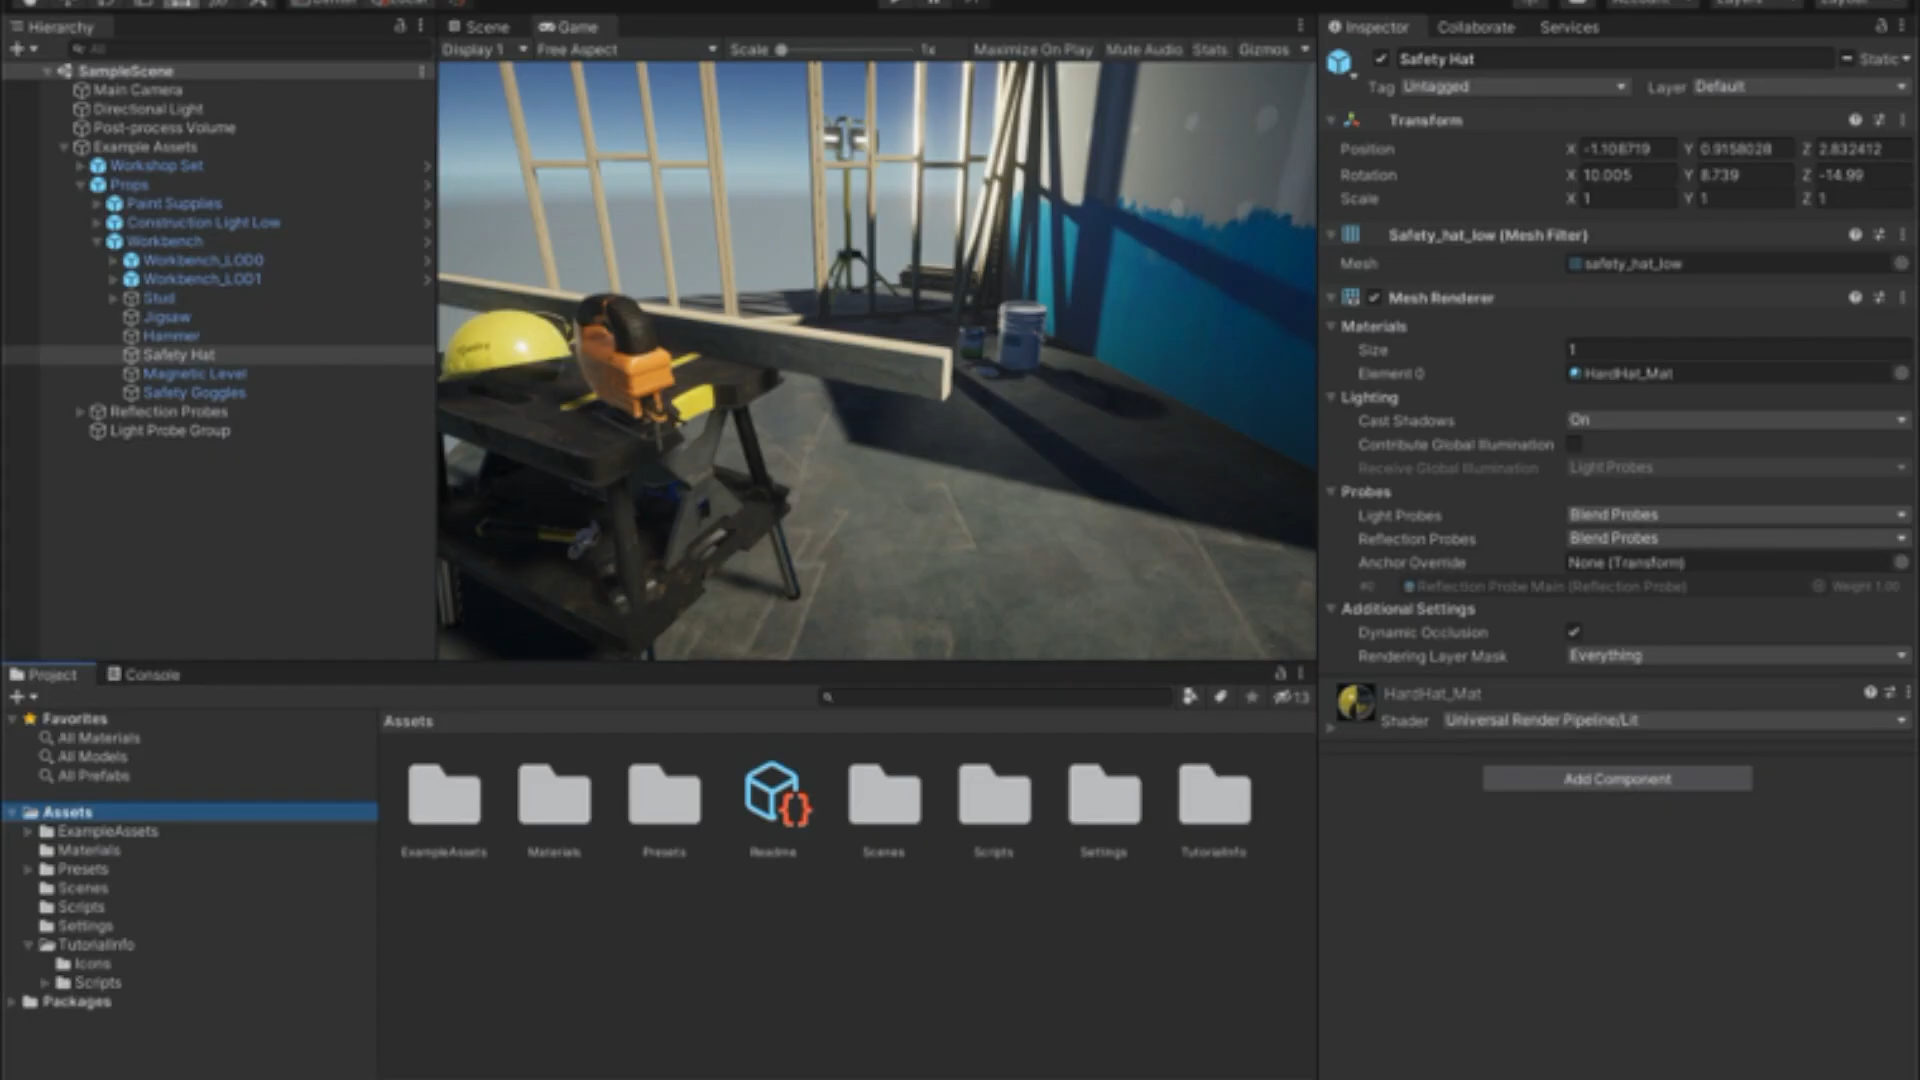 Hierarchy
All
SampleScene
Main Camera
Directional Light
Post-process Volume
Example Assets
Workshop Set
Props
Paint Supplies
Construction Light Low
Workbench
Workbench_LOD0
Workbench_LOD1
Stud
Jigsaw
Hammer
Safety Hat
Magnetic Level
Safety Goggles
Reflection Probes
Light Probe Group
Scene Game
Display 1 Free Aspect Scale 1x Maximize On Play Mute Audio Stats Gizmos
Inspector Collaborate Services
Safety Hat Static
Tag Untagged Layer Default
Transform
Position X -1.108719 Y 0.9158028 Z 2.832412
Rotation X 10.005 Y 8.739 Z -14.99
Scale X 1 Y 1 Z 1
Safety_hat_low (Mesh Filter)
Mesh safety_hat_low
Mesh Renderer
Materials
Size 1
Element 0 HardHat_Mat
Lighting
Cast Shadows On
Contribute Global Illumination
Receive Global Illumination Light Probes
Probes
Light Probes Blend Probes
Reflection Probes Blend Probes
Anchor Override None (Transform)
#0 Reflection Probe Main (Reflection Probe) Weight 1.00
Additional Settings
Dynamic Occlusion
Rendering Layer Mask Everything
HardHat_Mat
Shader Universal Render Pipeline/Lit
Add Component
Project Console
13
Favorites
All Materials
All Models
All Prefabs
Assets
ExampleAssets
Materials
Presets
Scenes
Scripts
Settings
TutorialInfo
Icons
Scripts
Packages
Assets
ExampleAssets Materials Presets Readme Scenes Scripts Settings TutorialInfo